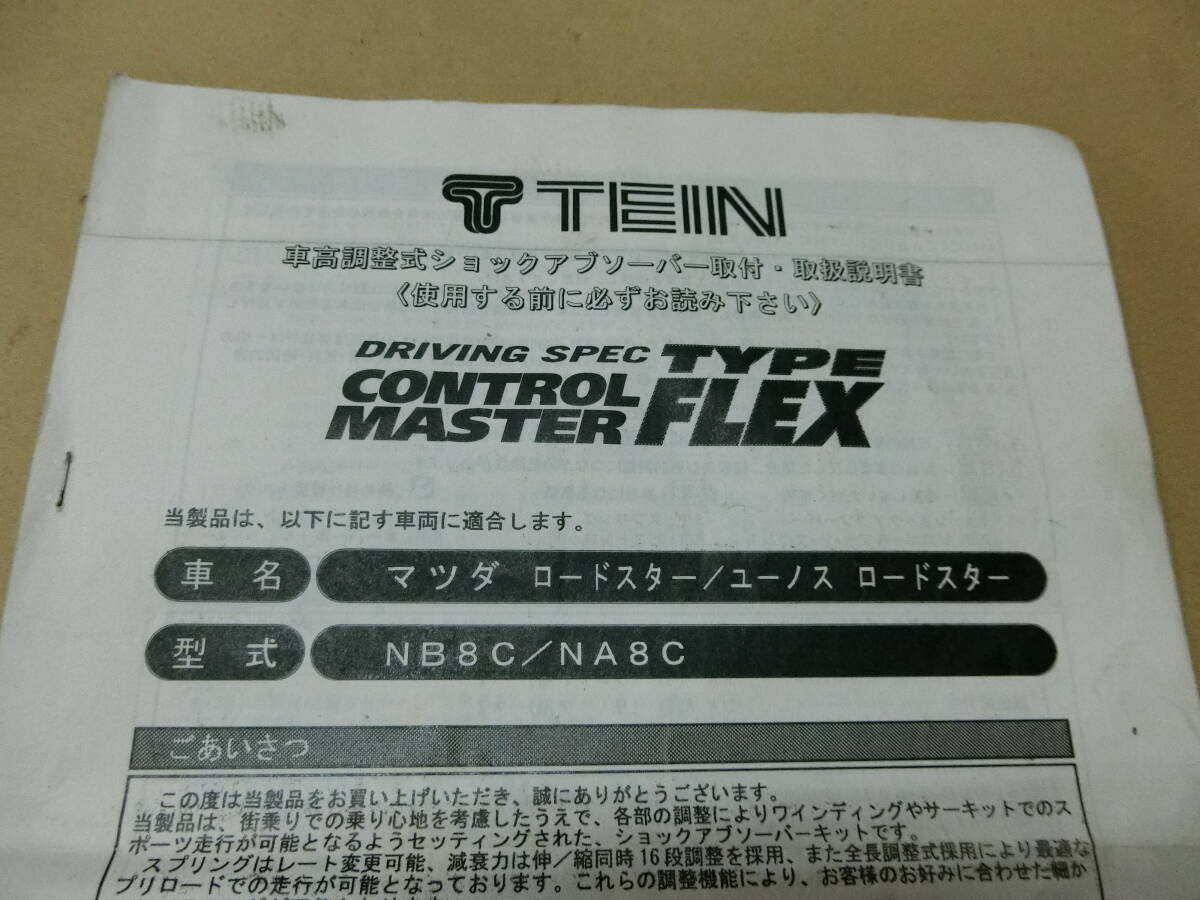 TEIN
車高調整式ショックアブソーバー取付・取扱説明書
〈使用する前に必ずお読み下さい〉
DRIVING SPEC TYPE
CONTROL MASTER FLEX
当製品は、以下に記す車両に適合します。
車名 マツダ ロードスター/ユーノス ロードスター
型式 NB8C/NA8C
ごあいさつ
この度は当製品をお買い上げいただき、誠にありがとうございます。
当製品は、街乗りでの乗り心地を考慮したうえで、各部の調整によりワインディングやサーキットでのス
ポーツ走行が可能となるようセッティングされた、ショックアブソーバーキットです。
スプリングはレート変更可能、減衰力は伸/縮同時16段調整を採用、また全長調整式採用により最適な
プリロードでの走行が可能となっております。これらの調整機能により、お客様のお好みに合わせた細か